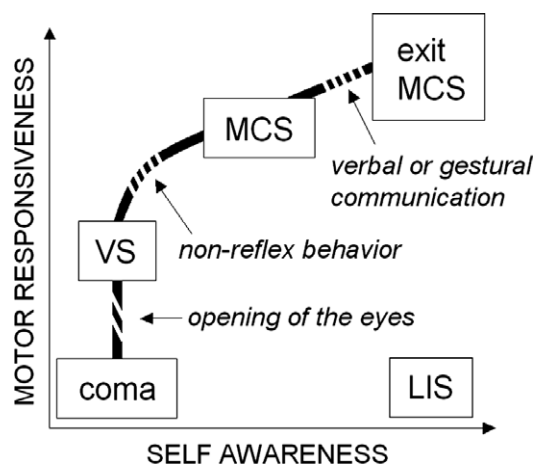 exit
MCS
MCS
verbal or gestural
communication
non-reflex behavior
VS
opening of the eyes
coma
LIS
MOTOR RESPONSIVENESS
SELF AWARENESS